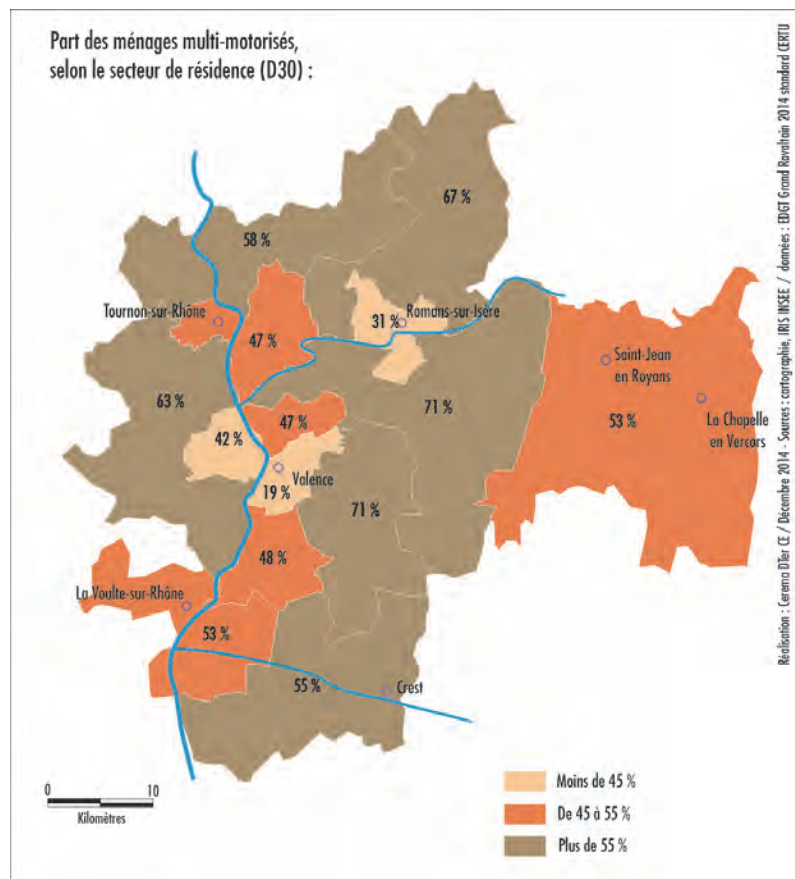 Part des ménages multi-motorisés,
selon le secteur de résidence (D30) :
67 %
58 %
Tournon-sur-Rhône
31 %
Romans-sur-Isère
47 %
Saint-Jean
en Royans
63 %
71 %
La Chapelle
en Vercors
42 %
47 %
53 %
Valence
19 %
71 %
48 %
La Voulte-sur-Rhône
53 %
55 %
Crest
0
10
Kilomètres
Moins de 45 %
De 45 à 55 %
Plus de 55 %
Réalisation : Cerema DTer CE / Décembre 2014 - Sources : cartographie, IRIS INSEE / données : EDGT Grand Rovaltain 2014 standard CERTU